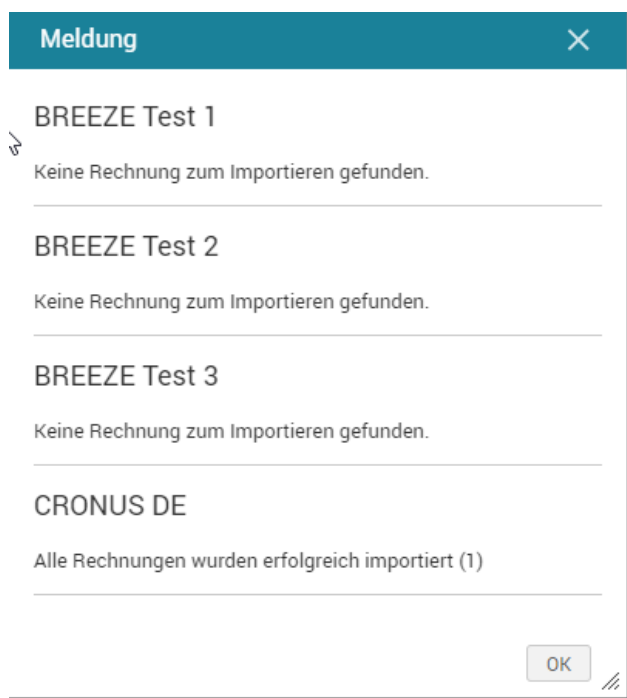 Meldung
BREEZE Test 1
Keine Rechnung zum Importieren gefunden.
BREEZE Test 2
Keine Rechnung zum Importieren gefunden.
BREEZE Test 3
Keine Rechnung zum Importieren gefunden.
CRONUS DE
Alle Rechnungen wurden erfolgreich importiert (1)
OK